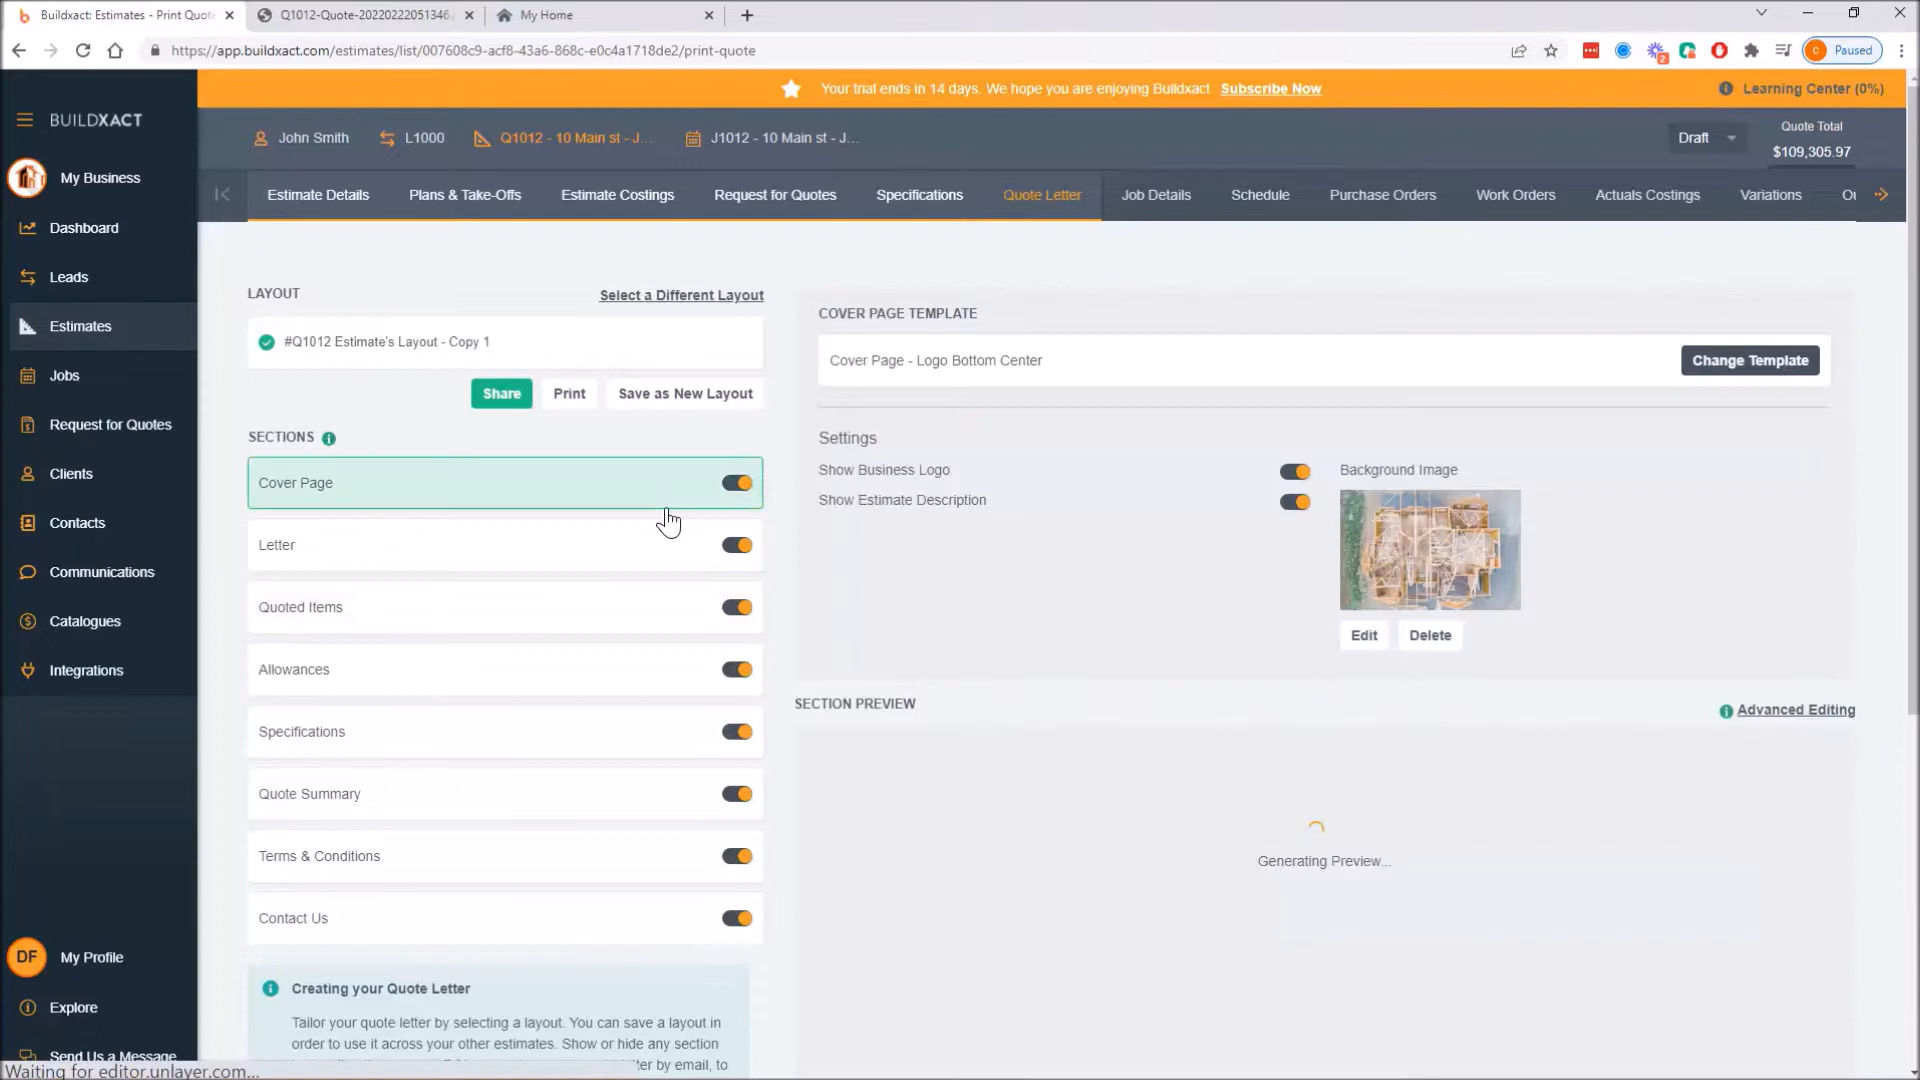 Buildxact: Estimates - Print Quote
Q1012-Quote-20220222051346
My Home
https://app.buildxact.com/estimates/list/007608c9-acf8-43a6-868c-e0c4a1718de2/print-quote
2
C
Paused
Your trial ends in 14 days. We hope you are enjoying Buildxact Subscribe Now
Learning Center (0%)
BUILDXACT
John Smith
L1000
Q1012 - 10 Main st - J...
J1012 - 10 Main st - J...
Draft
Quote Total
$109,305.97
Estimate Details
Plans & Take-Offs
Estimate Costings
Request for Quotes
Specifications
Quote Letter
Job Details
Schedule
Purchase Orders
Work Orders
Actuals Costings
Variations
My Business
Dashboard
Leads
Estimates
Jobs
Request for Quotes
Clients
Contacts
Communications
Catalogues
Integrations
DF
My Profile
Explore
Send Us a Message
LAYOUT
Select a Different Layout
#Q1012 Estimate's Layout - Copy 1
Share
Print
Save as New Layout
SECTIONS
Cover Page
Letter
Quoted Items
Allowances
Specifications
Quote Summary
Terms & Conditions
Contact Us
Creating your Quote Letter
Tailor your quote letter by selecting a layout. You can save a layout in
order to use it across your other estimates. Show or hide any section
by email, to
COVER PAGE TEMPLATE
Cover Page - Logo Bottom Center
Change Template
Settings
Show Business Logo
Show Estimate Description
Background Image
Edit
Delete
SECTION PREVIEW
Advanced Editing
Generating Preview...
Waiting for editor.unlayer.com...